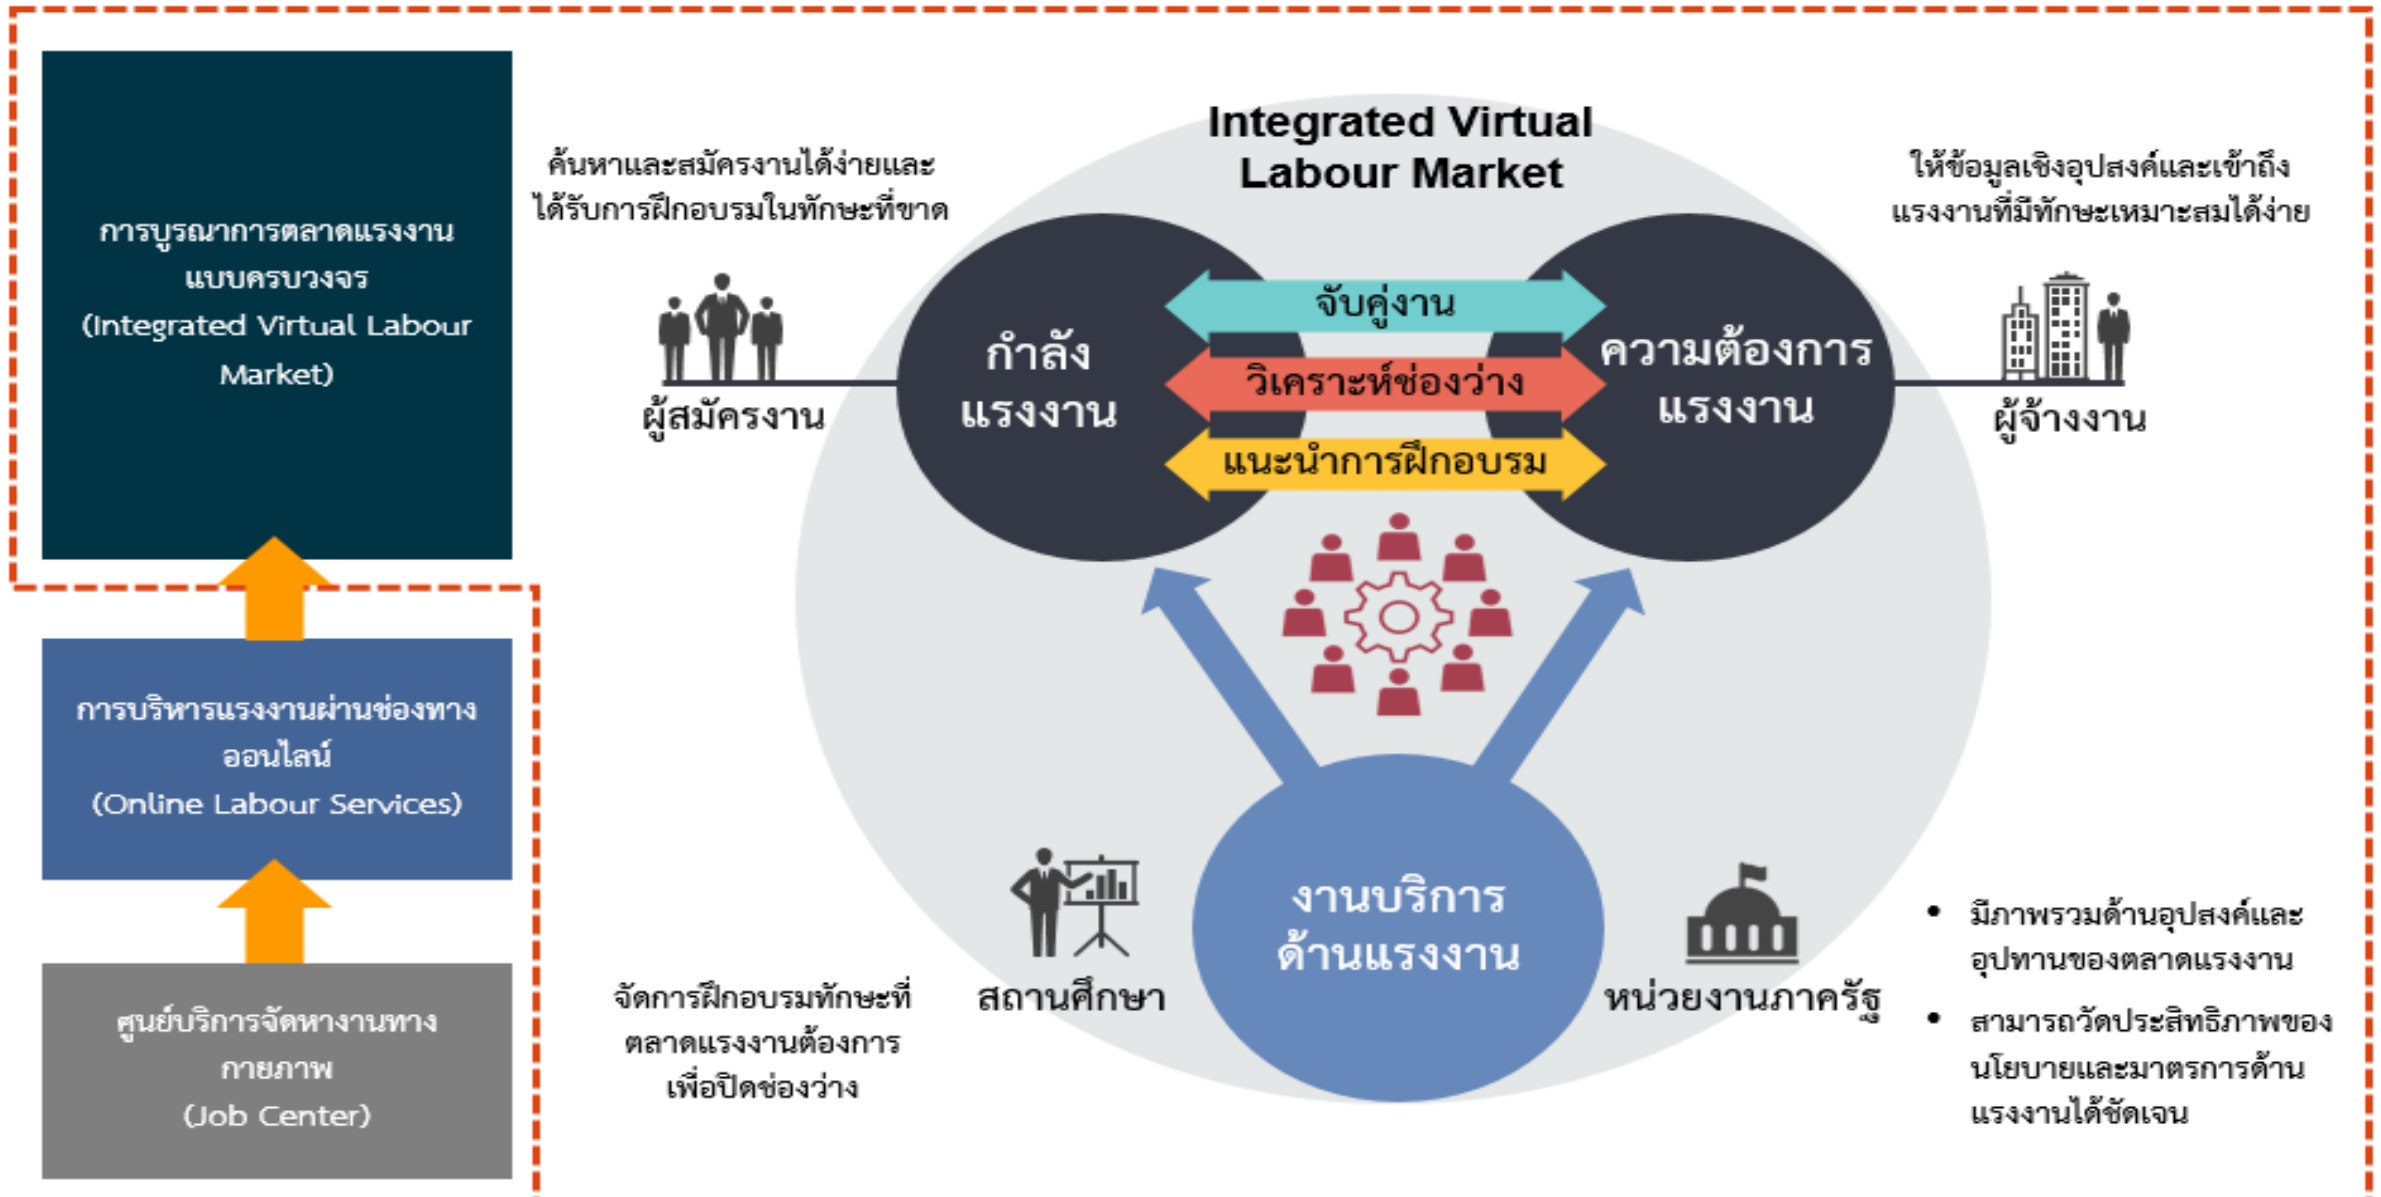 การบูรณาการตลาดแรงงาน
แบบครบวงจร
(Integrated Virtual Labour
Market)
การบริหารแรงงานผ่านช่องทาง
ออนไลน์
(Online Labour Services)
ศูนย์บริการจัดหางานทาง
กายภาพ
(Job Center)
Integrated Virtual
Labour Market
ค้นหาและสมัครงานได้ง่ายและ
ได้รับการฝึกอบรมในทักษะที่ขาด
ผู้สมัครงาน
กำลัง
แรงงาน
จับคู่งาน
วิเคราะห์ช่องว่าง
แนะนำการฝึกอบรม
ความต้องการ
แรงงาน
ให้ข้อมูลเชิงอุปสงค์และเข้าถึง
แรงงานที่มีทักษะเหมาะสมได้ง่าย
ผู้จ้างงาน
จัดการฝึกอบรมทักษะที่
ตลาดแรงงานต้องการ
เพื่อปิดช่องว่าง
สถานศึกษา
งานบริการ
ด้านแรงงาน
หน่วยงานภาครัฐ
• มีภาพรวมด้านอุปสงค์และ
อุปทานของตลาดแรงงาน
• สามารถวัดประสิทธิภาพของ
นโยบายและมาตรการด้าน
แรงงานได้ชัดเจน